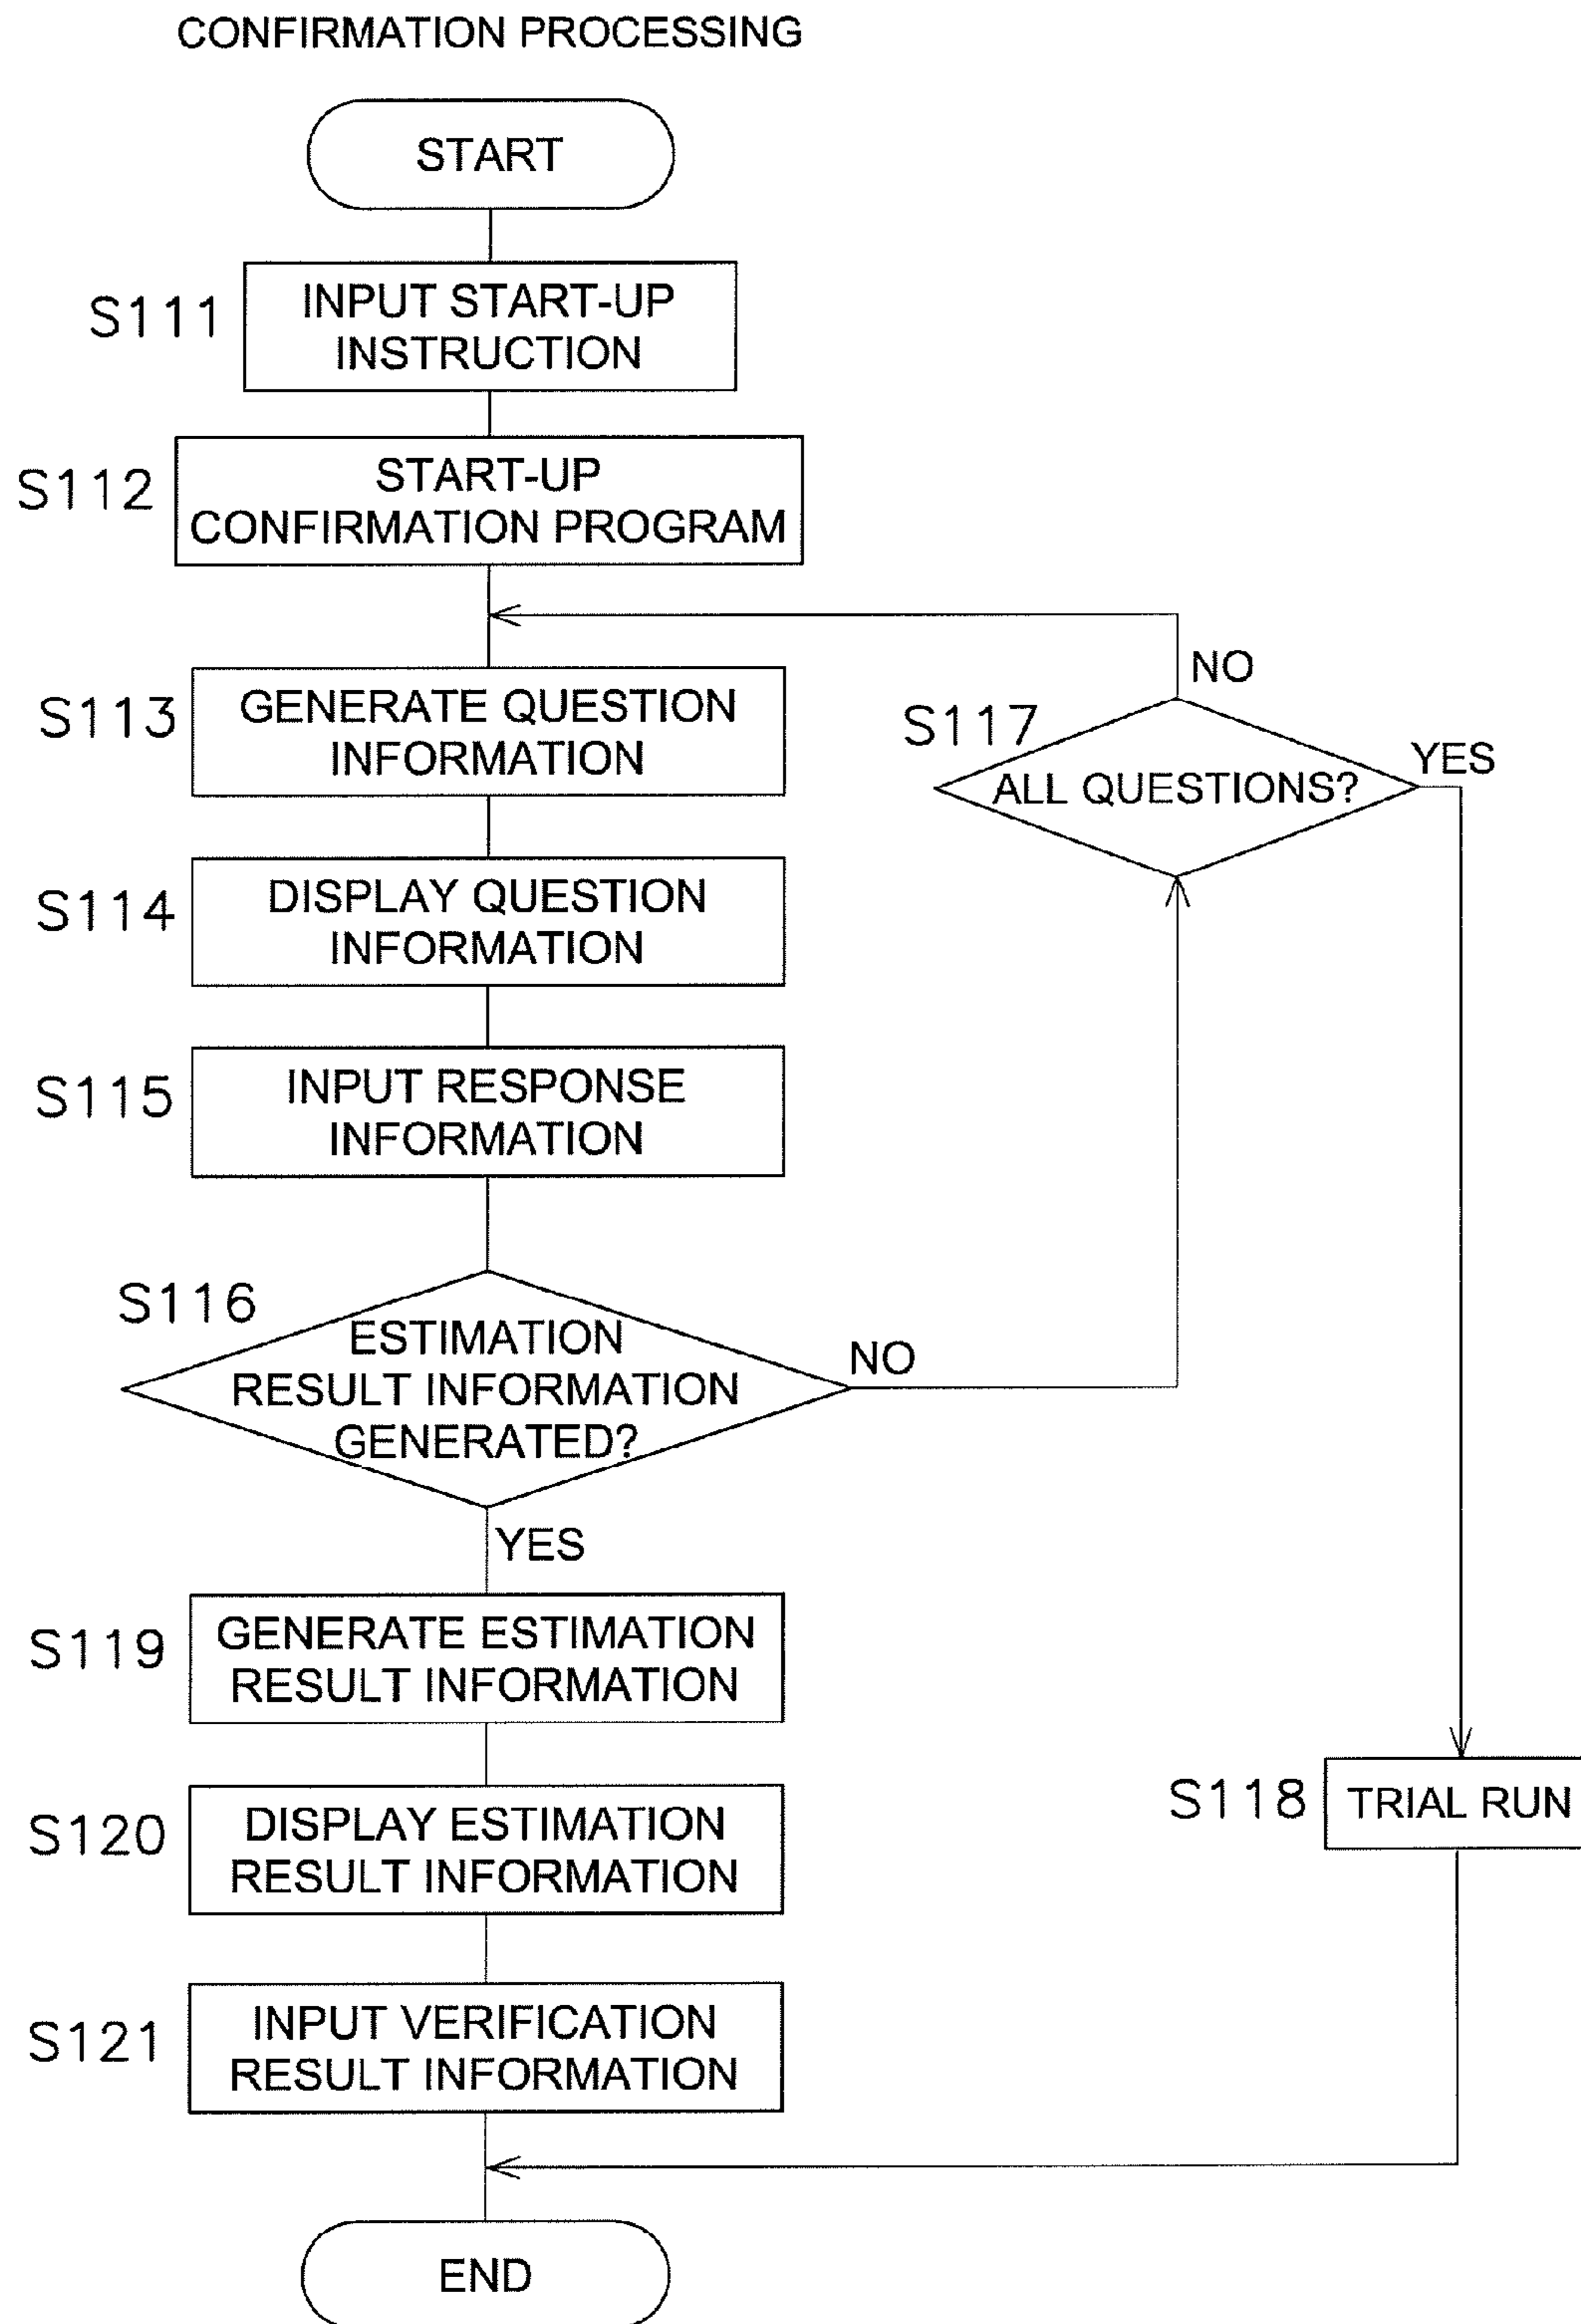 CONFIRMATION PROCESSING
START
S111
INPUT START-UP
INSTRUCTION
S112
START-UP
CONFIRMATION PROGRAM
S113
GENERATE QUESTION
INFORMATION
NO
S117
ALL QUESTIONS?
YES
S114
DISPLAY QUESTION
INFORMATION
S115
INPUT RESPONSE
INFORMATION
S116
ESTIMATION
RESULT INFORMATION
GENERATED?
NO
YES
S119
GENERATE ESTIMATION
RESULT INFORMATION
S118
TRIAL RUN
S120
DISPLAY ESTIMATION
RESULT INFORMATION
S121
INPUT VERIFICATION
RESULT INFORMATION
END